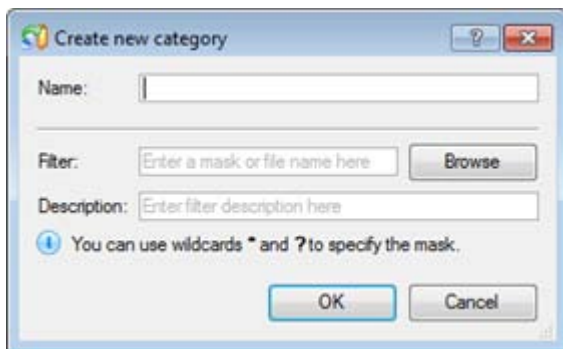 Create new category
?
Name:
Filter: Enter a mask or file name here Browse
Description: Enter filter description here
You can use wildcards * and ? to specify the mask.
OK Cancel